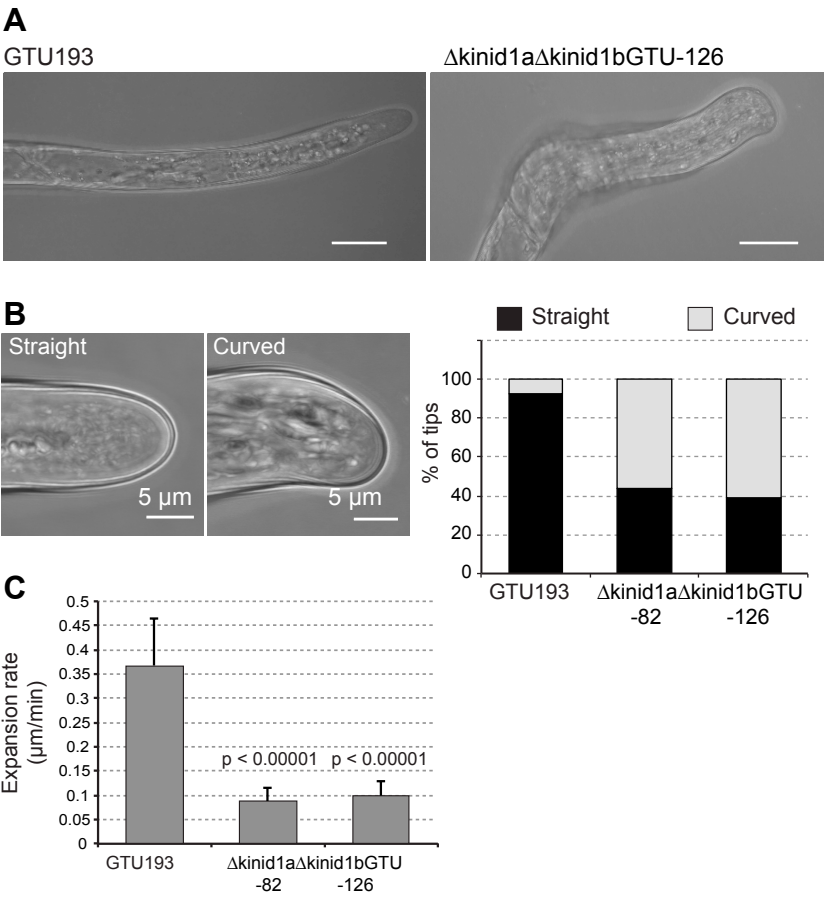 A
GTU193
Δkinid1aΔkinid1bGTU-126
B
Straight
Curved
5 μm
5 μm
Straight
Curved
% of tips
100
80
60
40
20
0
GTU193
Δkinid1aΔkinid1bGTU
-82
-126
C
Expansion rate
(μm/min)
0.5
0.45
0.4
0.35
0.3
0.25
0.2
0.15
0.1
0.05
0
p < 0.00001
p < 0.00001
GTU193
Δkinid1aΔkinid1bGTU
-82
-126